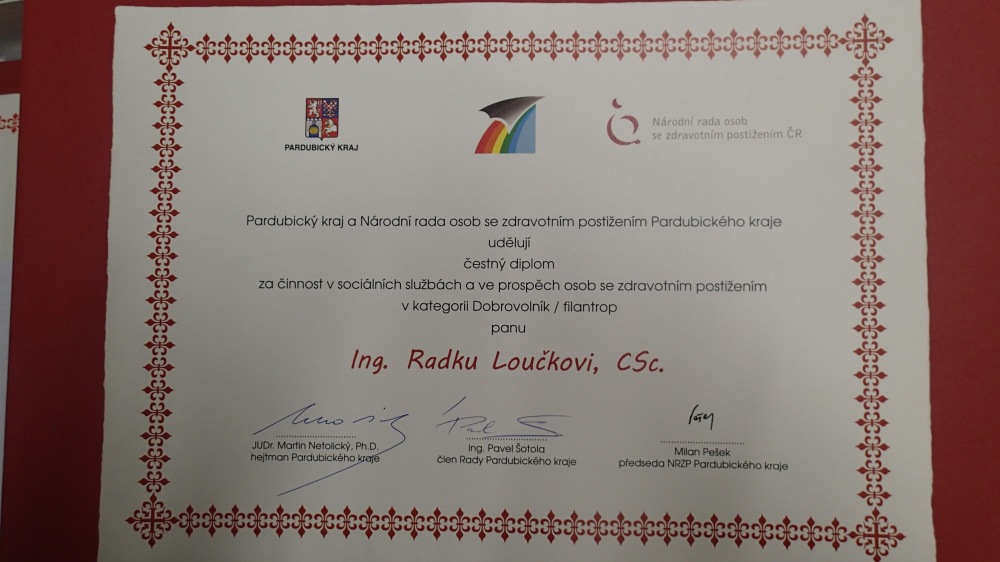 PARDUBICKÝ KRAJ
Národní rada osob
se zdravotním postižením ČR
Pardubický kraj a Národní rada osob se zdravotním postižením Pardubického kraje
udělují
čestný diplom
za činnost v sociálních službách a ve prospěch osob se zdravotním postižením
v kategorii Dobrovolník / filantrop
panu
Ing. Radku Loučkovi, CSc.
JUDr. Martin Netolický, Ph.D.
hejtman Pardubického kraje
Ing. Pavel Šotola
člen Rady Pardubického kraje
Milan Pešek
předseda NRZP Pardubického kraje